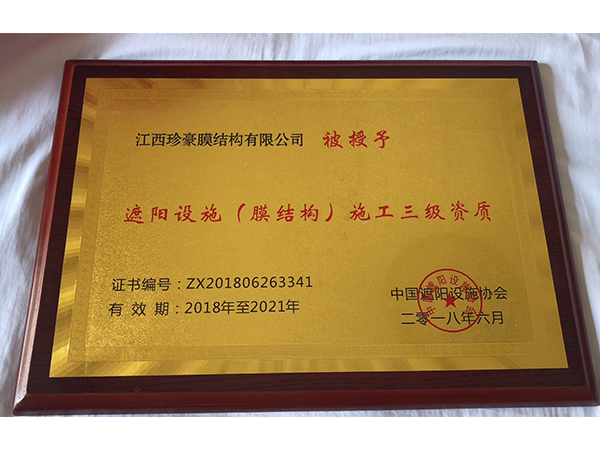 江西珍豪膜结构有限公司 被授予
遮阳设施（膜结构）施工三级资质
证书编号：ZX201806263341
有 效 期：2018年至2021年
中国遮阳设施协会
二零一八年六月